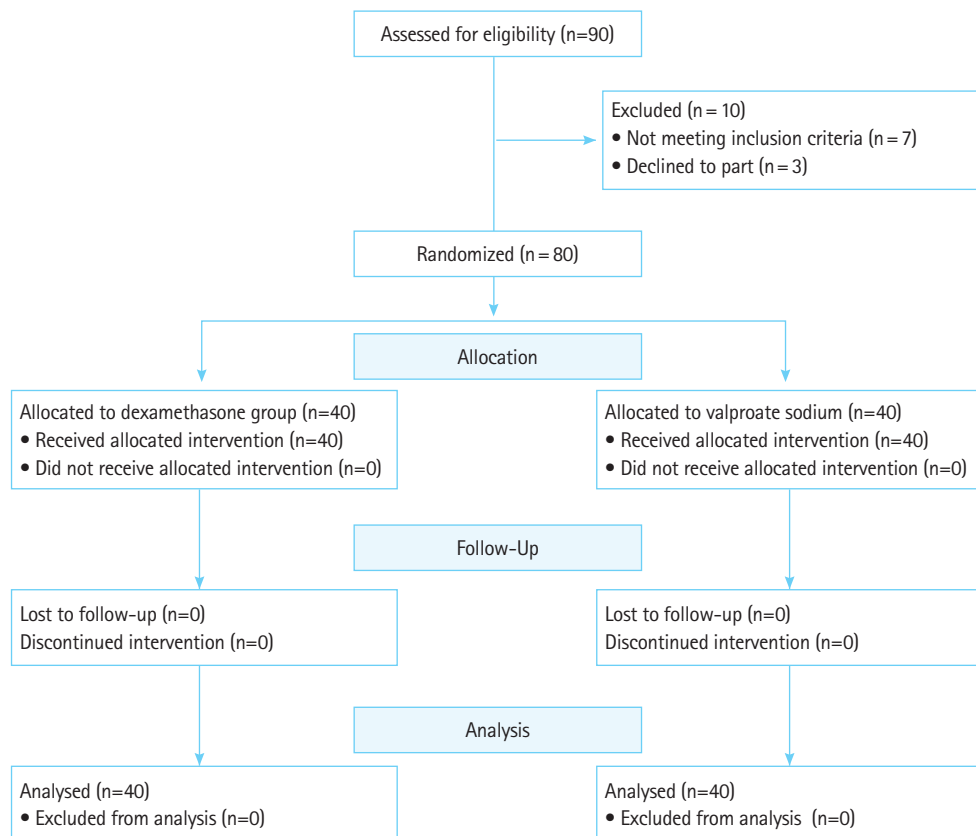 Assessed for eligibility (n=90)
Excluded (n = 10)
• Not meeting inclusion criteria (n = 7)
• Declined to part (n = 3)
Randomized (n = 80)
Allocation
Allocated to dexamethasone group (n=40)
• Received allocated intervention (n=40)
• Did not receive allocated intervention (n=0)
Allocated to valproate sodium (n=40)
• Received allocated intervention (n=40)
• Did not receive allocated intervention (n=0)
Follow-Up
Lost to follow-up (n=0)
Discontinued intervention (n=0)
Lost to follow-up (n=0)
Discontinued intervention (n=0)
Analysis
Analysed (n=40)
• Excluded from analysis (n=0)
Analysed (n=40)
• Excluded from analysis (n=0)